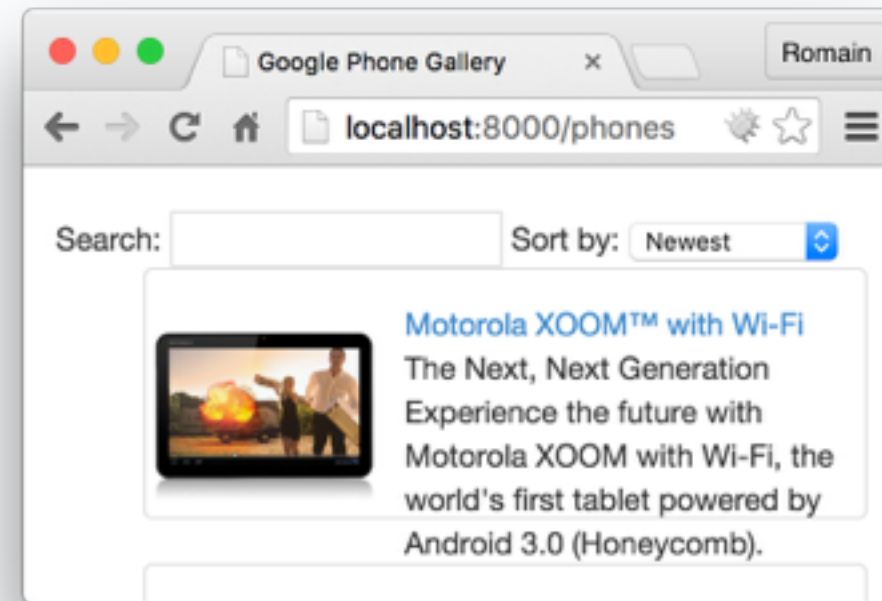 Google Phone Gallery
Romain
localhost:8000/phones
Search:
Sort by: Newest
Motorola XOOM™ with Wi-Fi
The Next, Next Generation
Experience the future with
Motorola XOOM with Wi-Fi, the
world's first tablet powered by
Android 3.0 (Honeycomb).